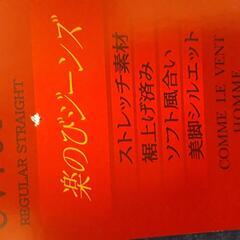 REGULAR STRAIGHT
楽のびジーンズ
ストレッチ素材
裾上げ済み
ソフト風合い
美脚シルエット
COMME LE VENT
HOMME